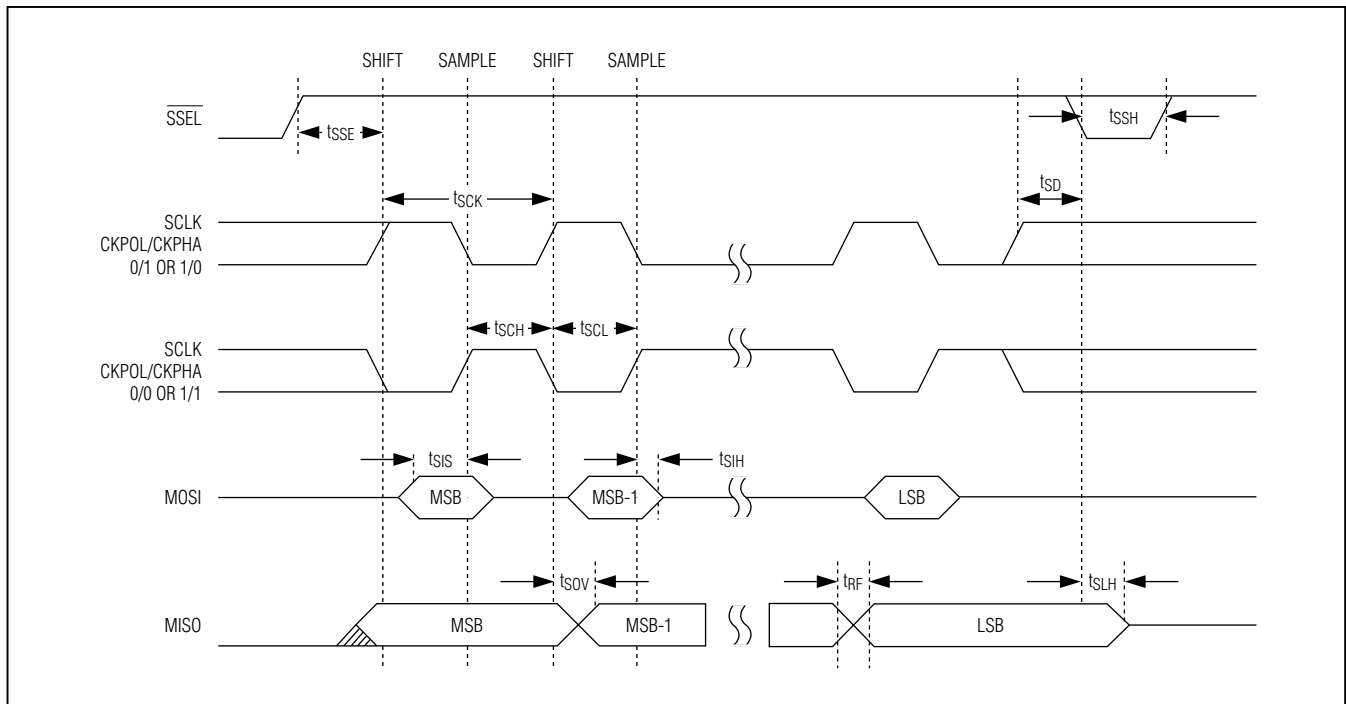 SHIFT SAMPLE SHIFT SAMPLE
SSEL
tSSE
tSSH
tSCK
tSD
SCLK
CKPOL/CKPHA
0/1 OR 1/0
tSCH tSCL
SCLK
CKPOL/CKPHA
0/0 OR 1/1
tSIS tSIH
MOSI MSB MSB-1 LSB
tSOV tRF tSLH
MISO MSB MSB-1 LSB